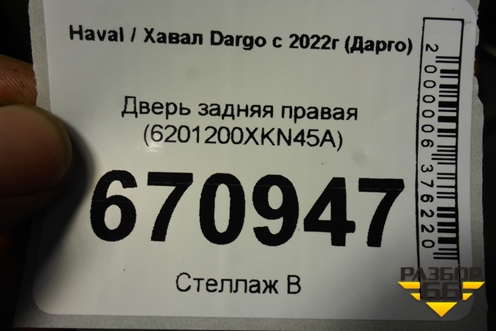 Haval / Хавал Dargo с 2022г (Дарго)
Дверь задняя правая
(6201200XKN45A)
670947
Стеллаж В
2000006376220
РАЗБОР
66